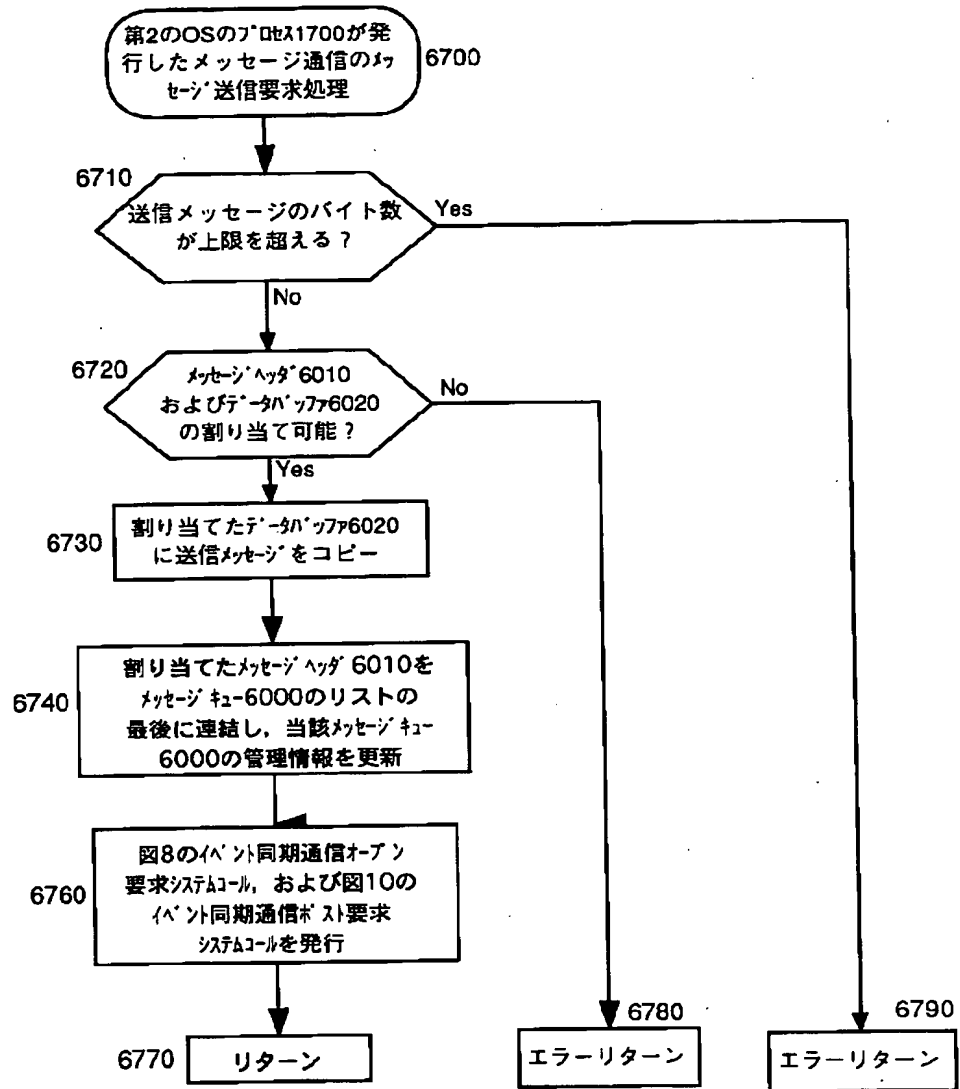 第2のOSのプロセス1700が発
行したメッセージ通信のメッ
セージ送信要求処理
6700
6710
送信メッセージのバイト数
が上限を超える?
Yes
No
6720
メッセージヘッダ6010
およびデータバッファ6020
の割り当て可能?
No
Yes
6730
割り当てたデータバッファ6020
に送信メッセージをコピー
6740
割り当てたメッセージヘッダ6010を
メッセージキュー6000のリストの
最後に連結し,当該メッセージキュー
6000の管理情報を更新
6760
図8のイベント同期通信オープン
要求システムコール,および図10の
イベント同期通信ポスト要求
システムコールを発行
6770
リターン
6780
エラーリターン
6790
エラーリターン